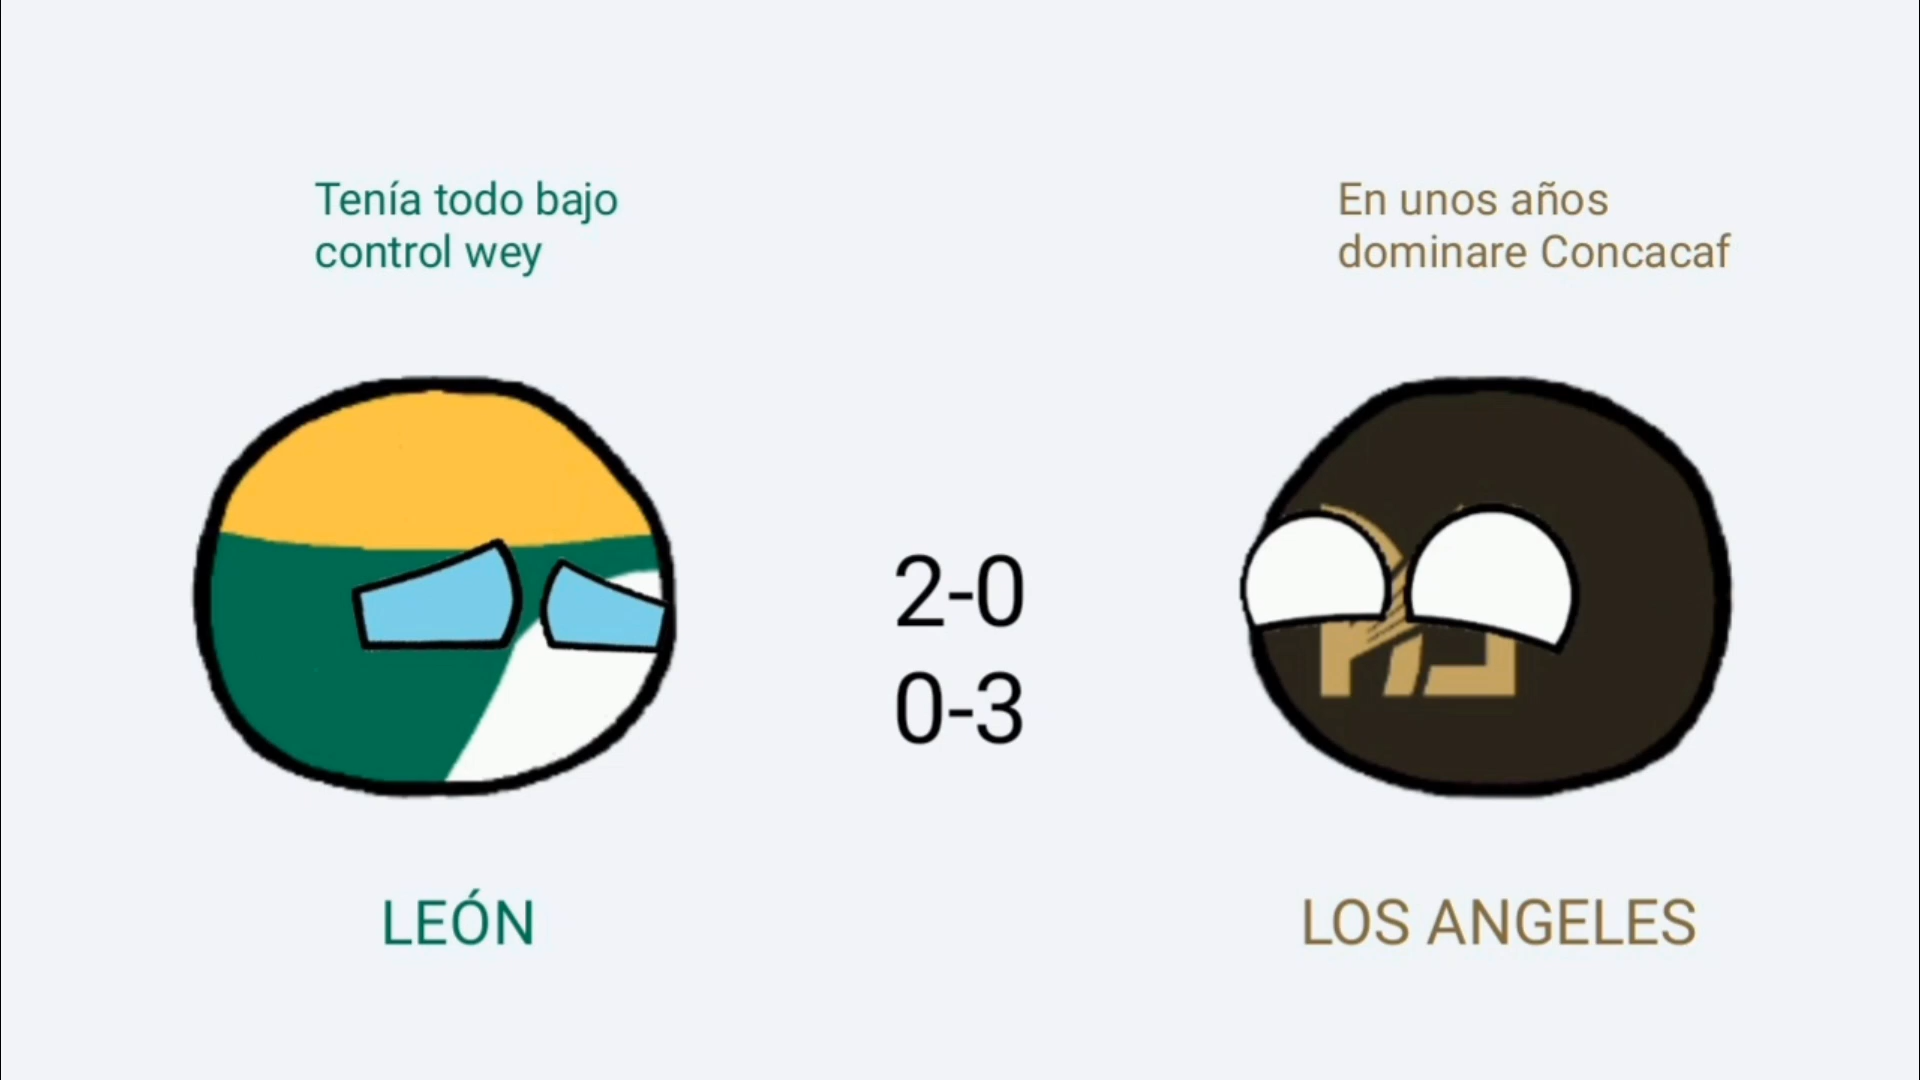 Tenía todo bajo
control wey
En unos años
dominare Concacaf
2-0
0-3
LEÓN
LOS ANGELES